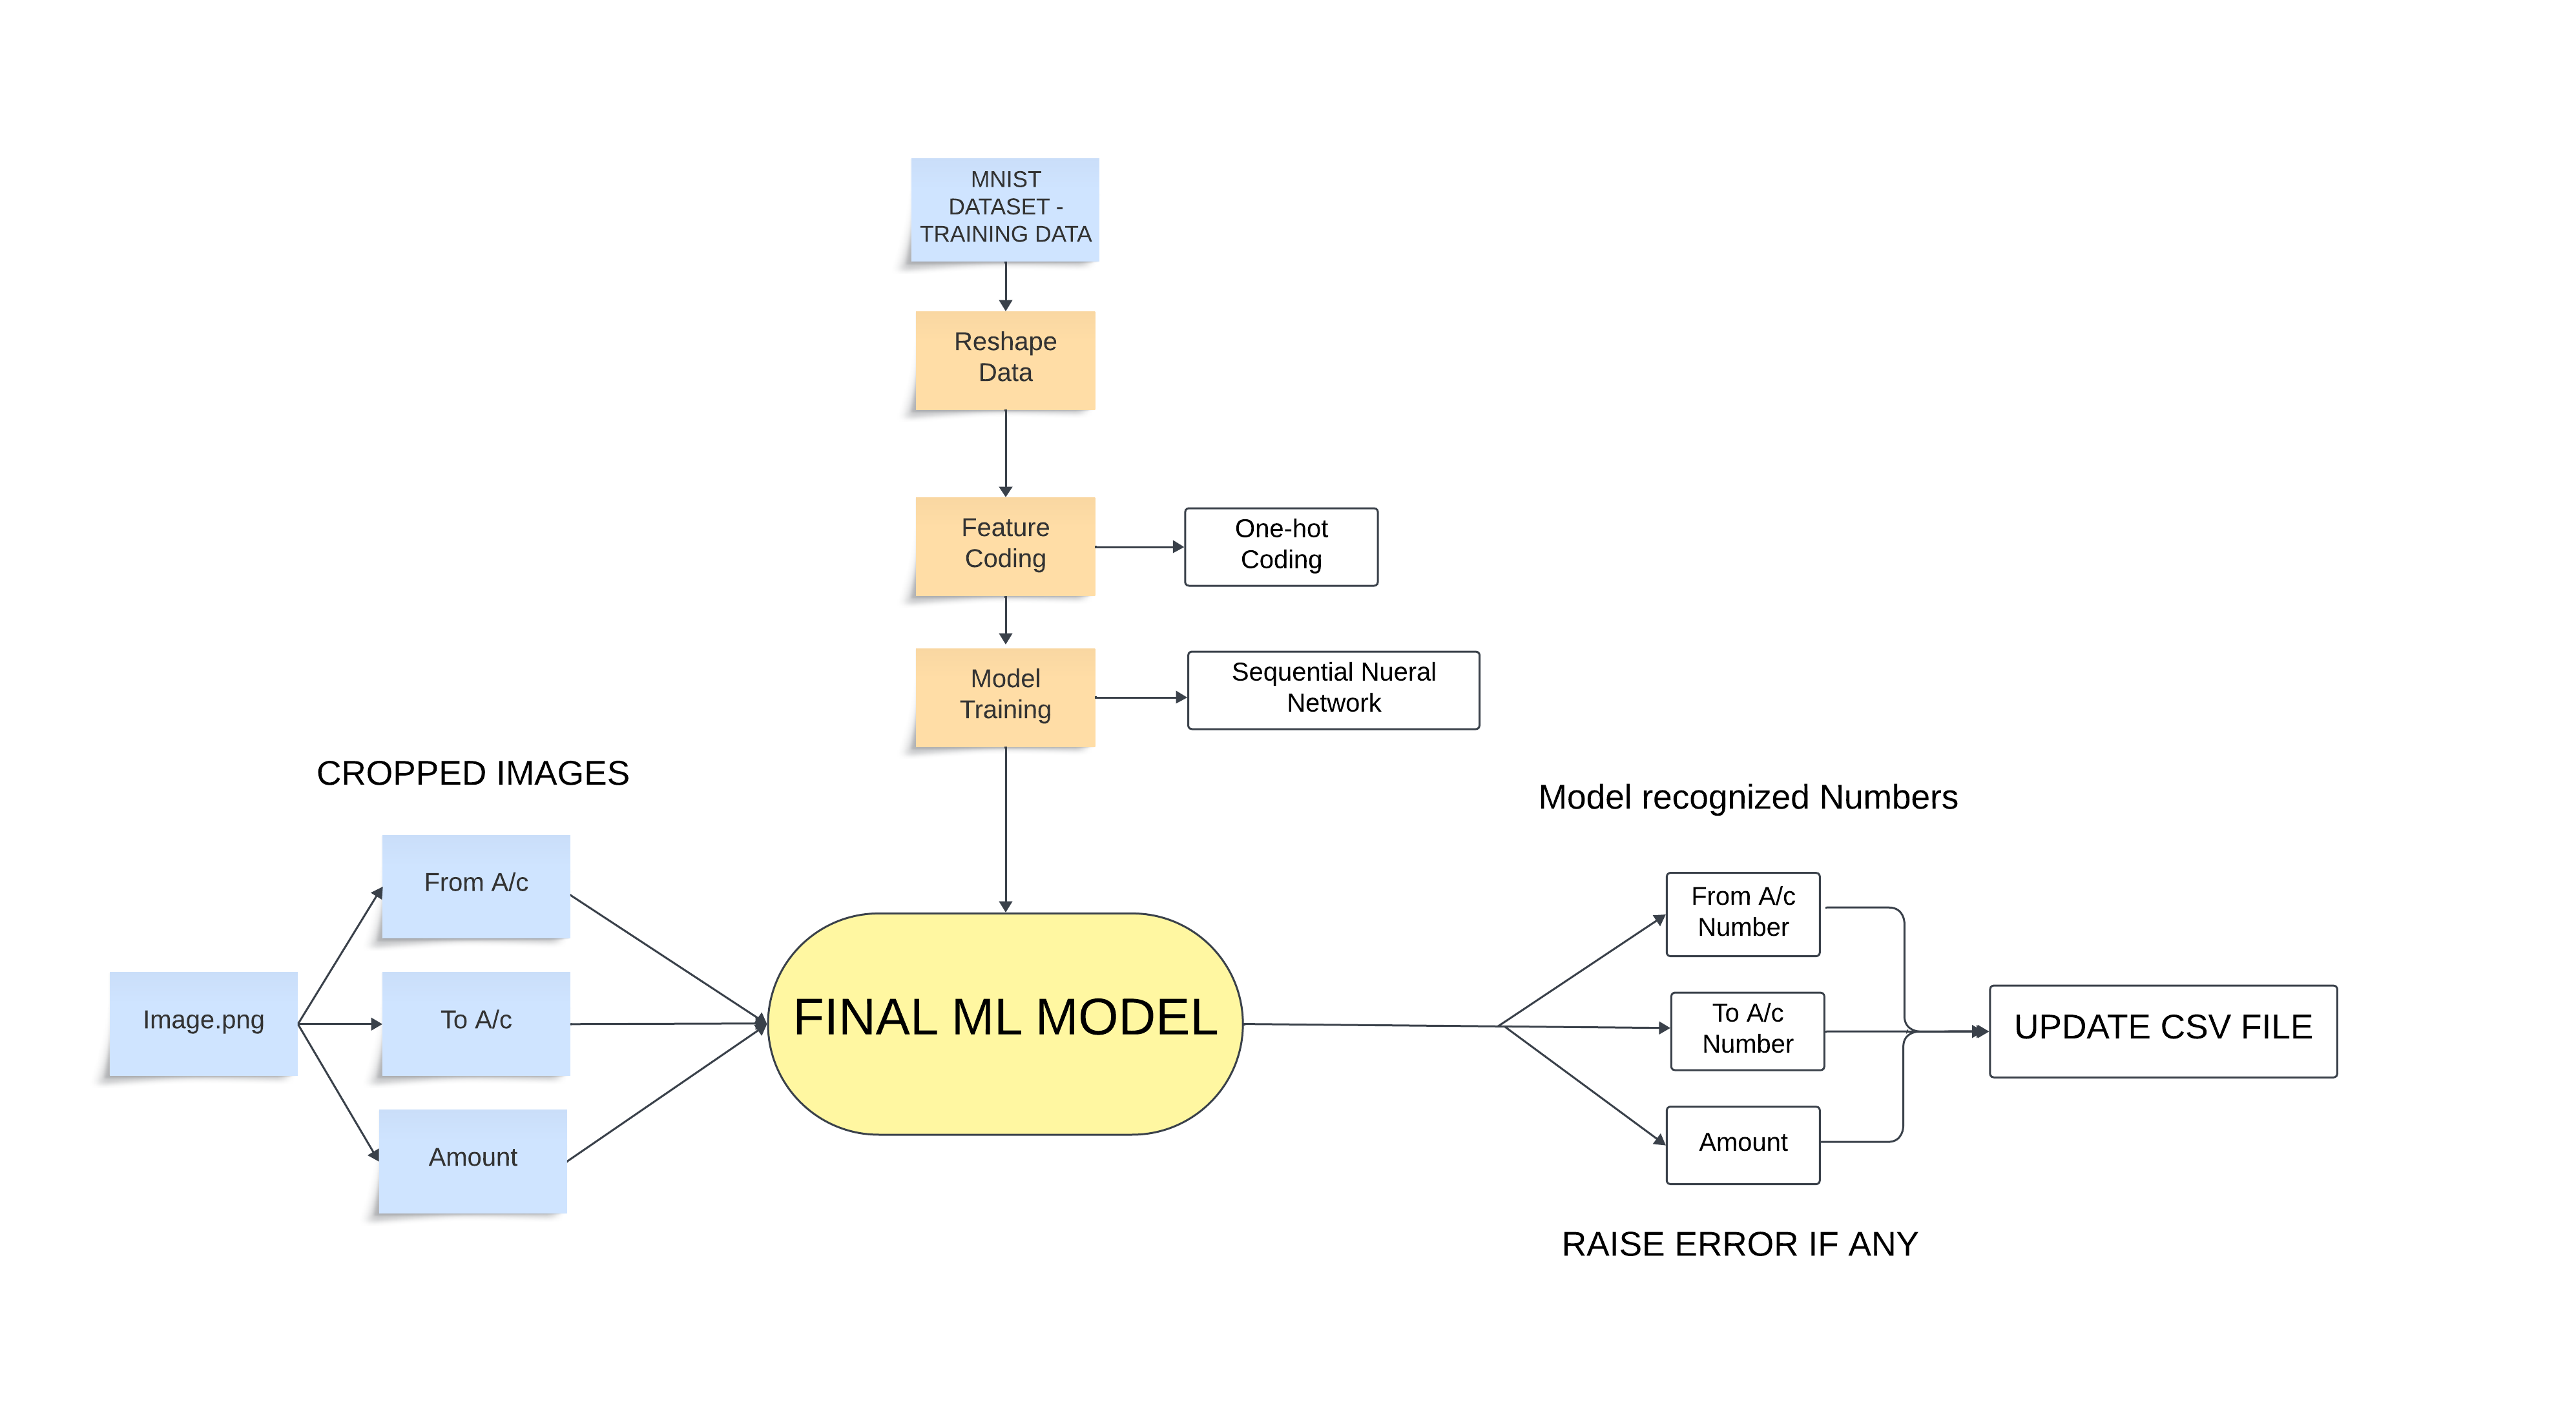 MNIST
DATASET -
TRAINING DATA
Reshape
Data
Feature
Coding
One-hot
Coding
Model
Training
Sequential Nueral
Network
CROPPED IMAGES
Image.png
From A/c
To A/c
Amount
FINAL ML MODEL
Model recognized Numbers
From A/c
Number
To A/c
Number
Amount
UPDATE CSV FILE
RAISE ERROR IF ANY